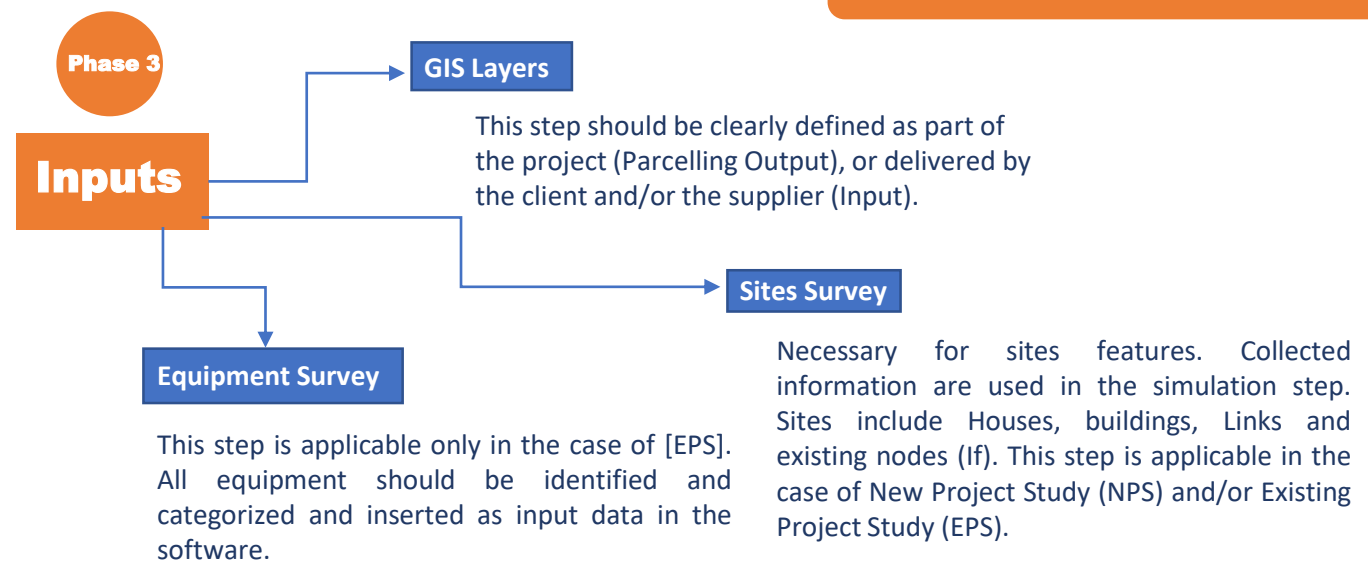 Phase 3
Inputs
GIS Layers
This step should be clearly defined as part of
the project (Parcelling Output), or delivered by
the client and/or the supplier (Input).
Sites Survey
Necessary for sites features. Collected
information are used in the simulation step.
Sites include Houses, buildings, Links and
existing nodes (If). This step is applicable in the
case of New Project Study (NPS) and/or Existing
Project Study (EPS).
Equipment Survey
This step is applicable only in the case of [EPS].
All equipment should be identified and
categorized and inserted as input data in the
software.